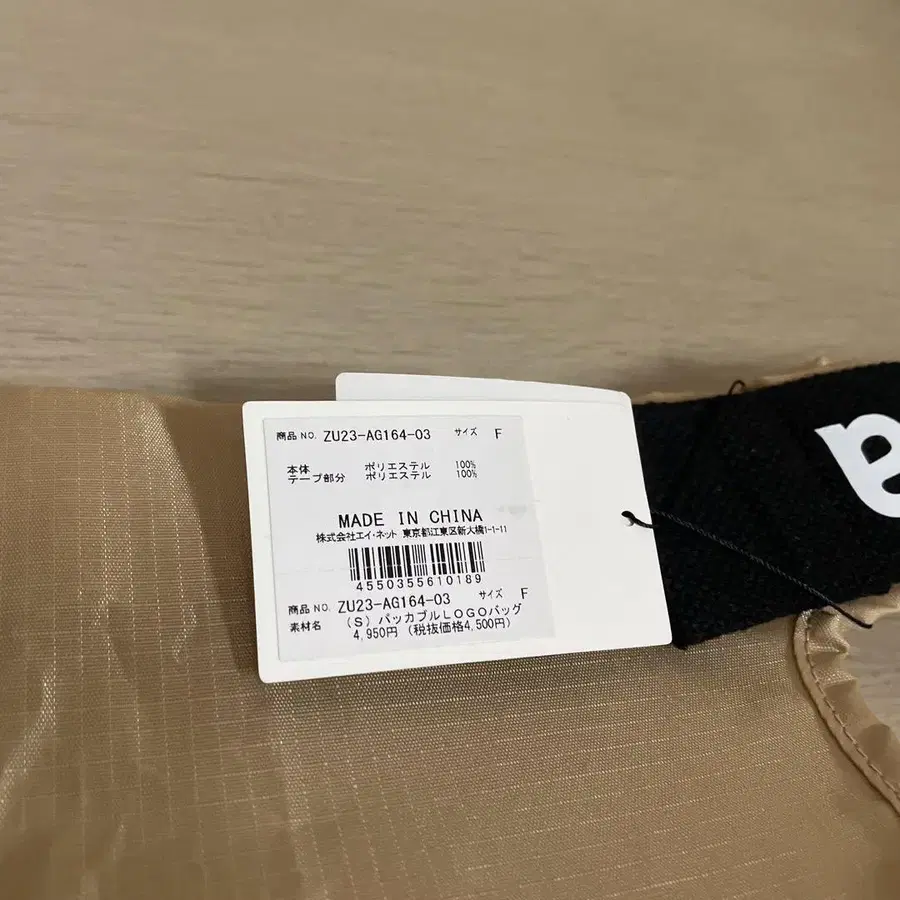 商品NO. ZU23-AG164-03 サイズ F
本体 ポリエステル 100%
テープ部分 ポリエステル 100%
MADE IN CHINA
株式会社エイ・ネット 東京都江東区新大橋1-1-11
4550355610189
商品NO. ZU23-AG164-03 サイズ F
素材名 (S) パッカブルLOGOバッグ
4,950円 (税抜価格4,500円)
a